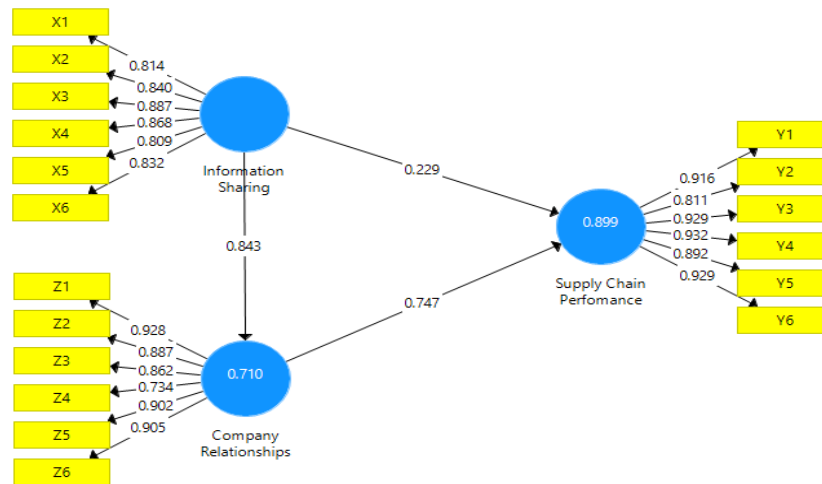 X1
X2
X3
X4
X5
X6
0.814
0.840
0.887
0.868
0.809
0.832
Information
Sharing
0.229
0.843
Z1
Z2
Z3
Z4
Z5
Z6
0.928
0.887
0.862
0.734
0.902
0.905
0.710
Company
Relationships
0.747
0.899
Supply Chain
Perfomance
0.916
0.811
0.929
0.932
0.892
0.929
Y1
Y2
Y3
Y4
Y5
Y6